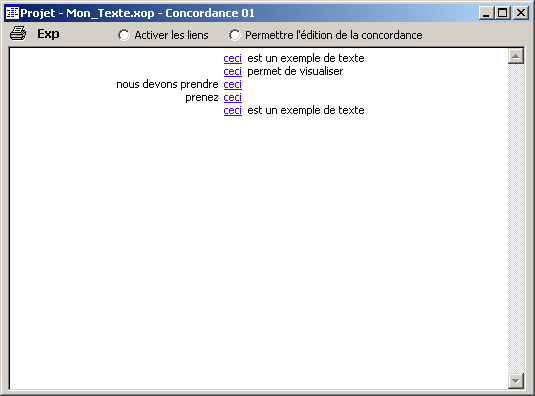 Projet - Mon_Texte.xop - Concordance 01
Exp Activer les liens Permettre l'édition de la concordance
ceci est un exemple de texte
ceci permet de visualiser
nous devons prendre ceci
prenez ceci
ceci est un exemple de texte